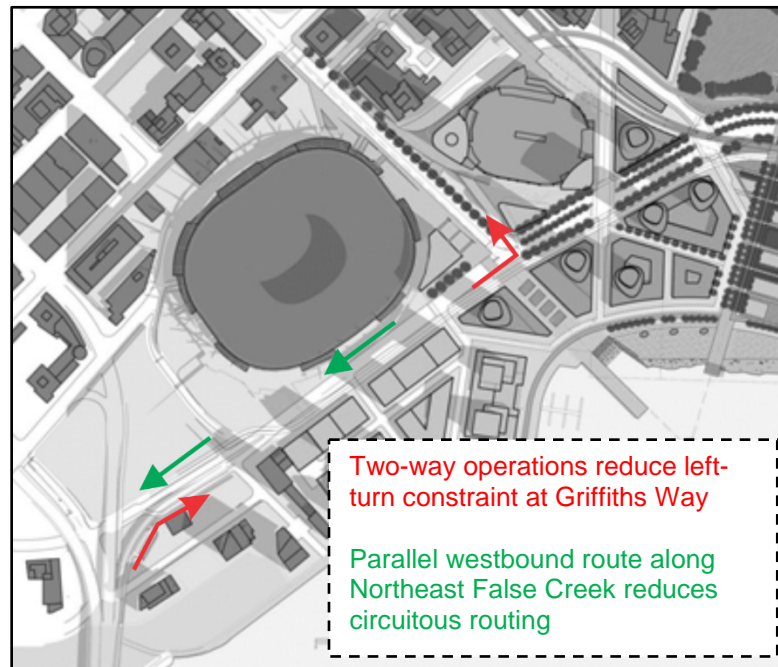 Two-way operations reduce left-
turn constraint at Griffiths Way
Parallel westbound route along
Northeast False Creek reduces
circuitous routing